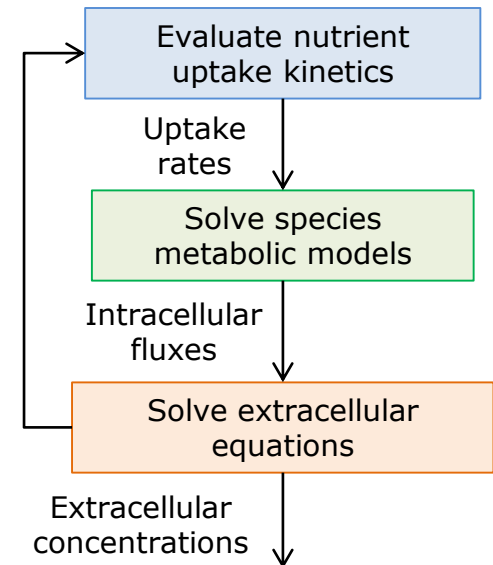 Evaluate nutrient
uptake kinetics
Uptake
rates
Solve species
metabolic models
Intracellular
fluxes
Solve extracellular
equations
Extracellular
concentrations